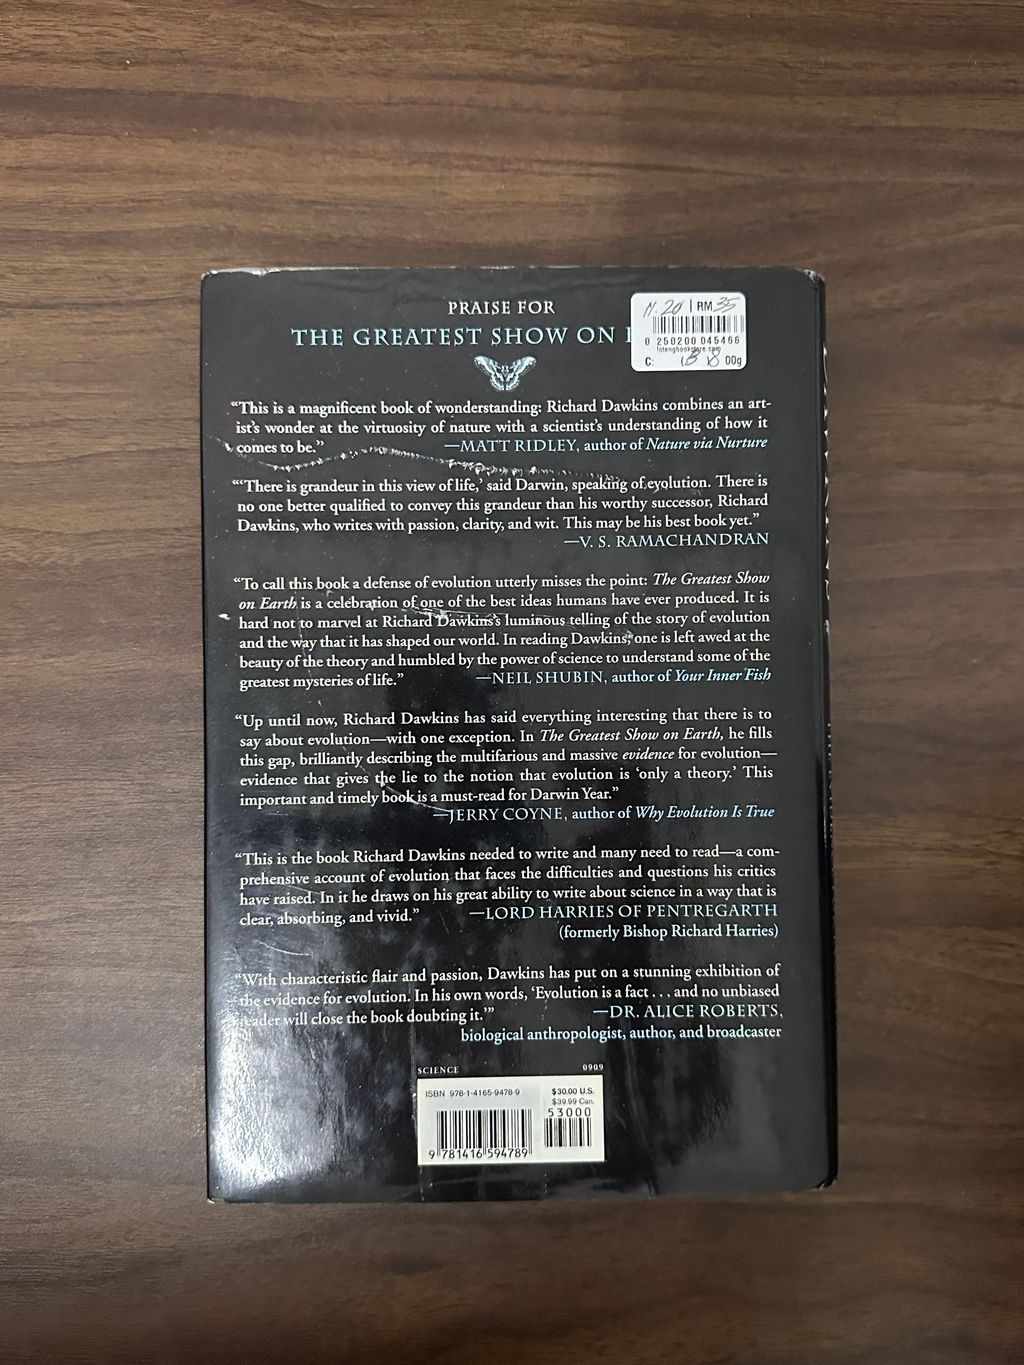 PRAISE FOR
THE GREATEST SHOW ON
N. 20 | RM 35
0 250200 045466
C: 00g
“This is a magnificent book of wonderstanding: Richard Dawkins combines an art-
ist’s wonder at the virtuosity of nature with a scientist’s understanding of how it
comes to be.” —MATT RIDLEY, author of Nature via Nurture
“‘There is grandeur in this view of life,’ said Darwin, speaking of evolution. There is
no one better qualified to convey this grandeur than his worthy successor, Richard
Dawkins, who writes with passion, clarity, and wit. This may be his best book yet.”
—V. S. RAMACHANDRAN
“To call this book a defense of evolution utterly misses the point: The Greatest Show
on Earth is a celebration of one of the best ideas humans have ever produced. It is
hard not to marvel at Richard Dawkins’s luminous telling of the story of evolution
and the way that it has shaped our world. In reading Dawkins, one is left awed at the
beauty of the theory and humbled by the power of science to understand some of the
greatest mysteries of life.” —NEIL SHUBIN, author of Your Inner Fish
“Up until now, Richard Dawkins has said everything interesting that there is to
say about evolution—with one exception. In The Greatest Show on Earth, he fills
this gap, brilliantly describing the multifarious and massive evidence for evolution—
evidence that gives the lie to the notion that evolution is ‘only a theory.’ This
important and timely book is a must-read for Darwin Year.”
—JERRY COYNE, author of Why Evolution Is True
“This is the book Richard Dawkins needed to write and many need to read—a com-
prehensive account of evolution that faces the difficulties and questions his critics
have raised. In it he draws on his great ability to write about science in a way that is
clear, absorbing, and vivid.” —LORD HARRIES OF PENTREGARTH
(formerly Bishop Richard Harries)
“With characteristic flair and passion, Dawkins has put on a stunning exhibition of
the evidence for evolution. In his own words, ‘Evolution is a fact . . . and no unbiased
reader will close the book doubting it.’” —DR. ALICE ROBERTS,
biological anthropologist, author, and broadcaster
SCIENCE 0909
ISBN 978-1-4165-9478-9 $30.00 U.S.
$39.99 Can.
53000
9 781416 594789